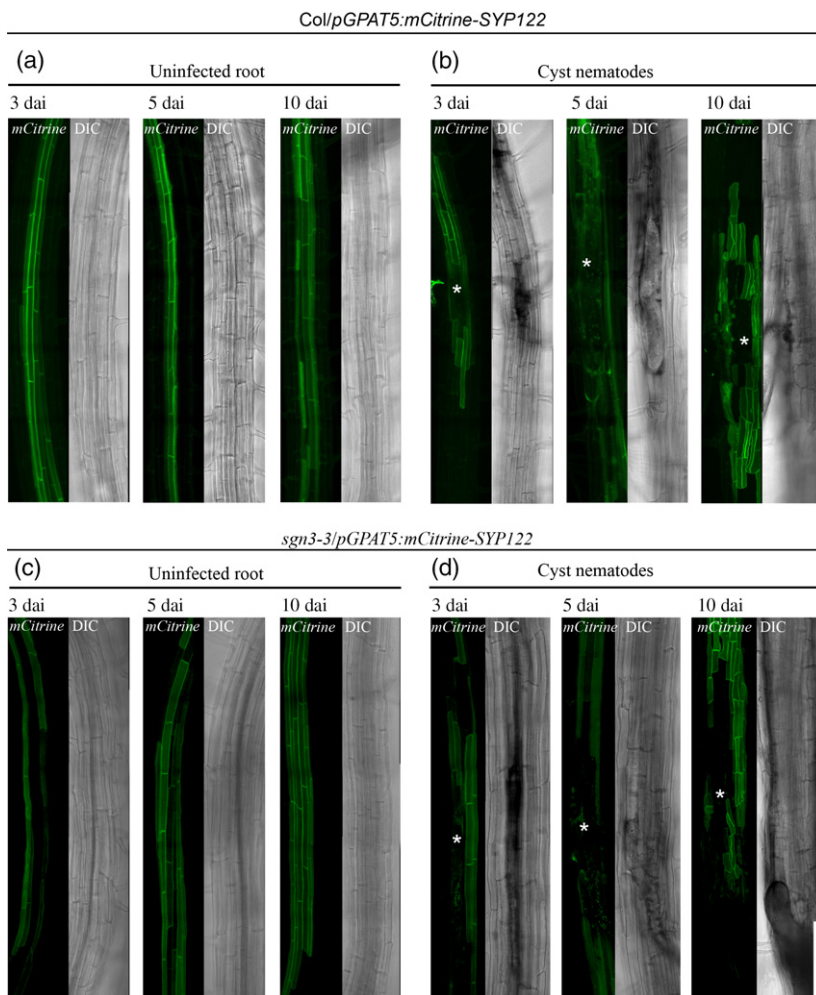 Col/pGPAT5:mCitrine-SYP122
(a)
Uninfected root
3 dai 5 dai 10 dai
mCitrine DIC mCitrine DIC mCitrine DIC
(b)
Cyst nematodes
3 dai 5 dai 10 dai
mCitrine DIC mCitrine DIC mCitrine DIC
* * *
sgn3-3/pGPAT5:mCitrine-SYP122
(c)
Uninfected root
3 dai 5 dai 10 dai
mCitrine DIC mCitrine DIC mCitrine DIC
(d)
Cyst nematodes
3 dai 5 dai 10 dai
mCitrine DIC mCitrine DIC mCitrine DIC
* * *